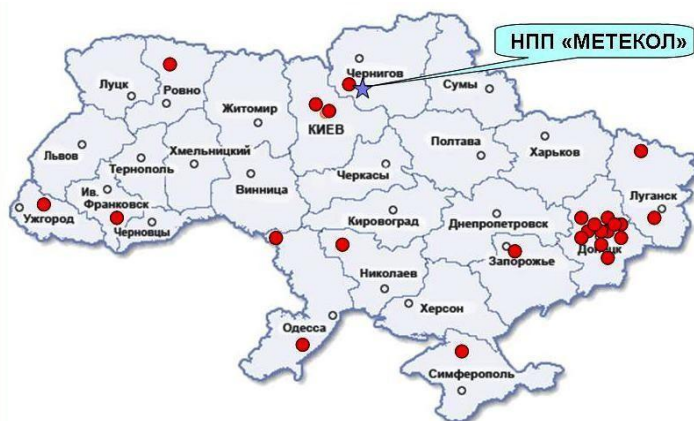 НПП «МЕТЕКОЛ»
Чернигов
Луцк
Ровно
Сумы
Житомир
КИЕВ
Львов
Тернополь
Хмельницкий
Полтава
Харьков
Винница
Черкасы
Ив.
Франковск
Луганск
Ужгород
Черновцы
Кировоград
Днепропетровск
Донецк
Запорожье
Николаев
Херсон
Одесса
Симферополь